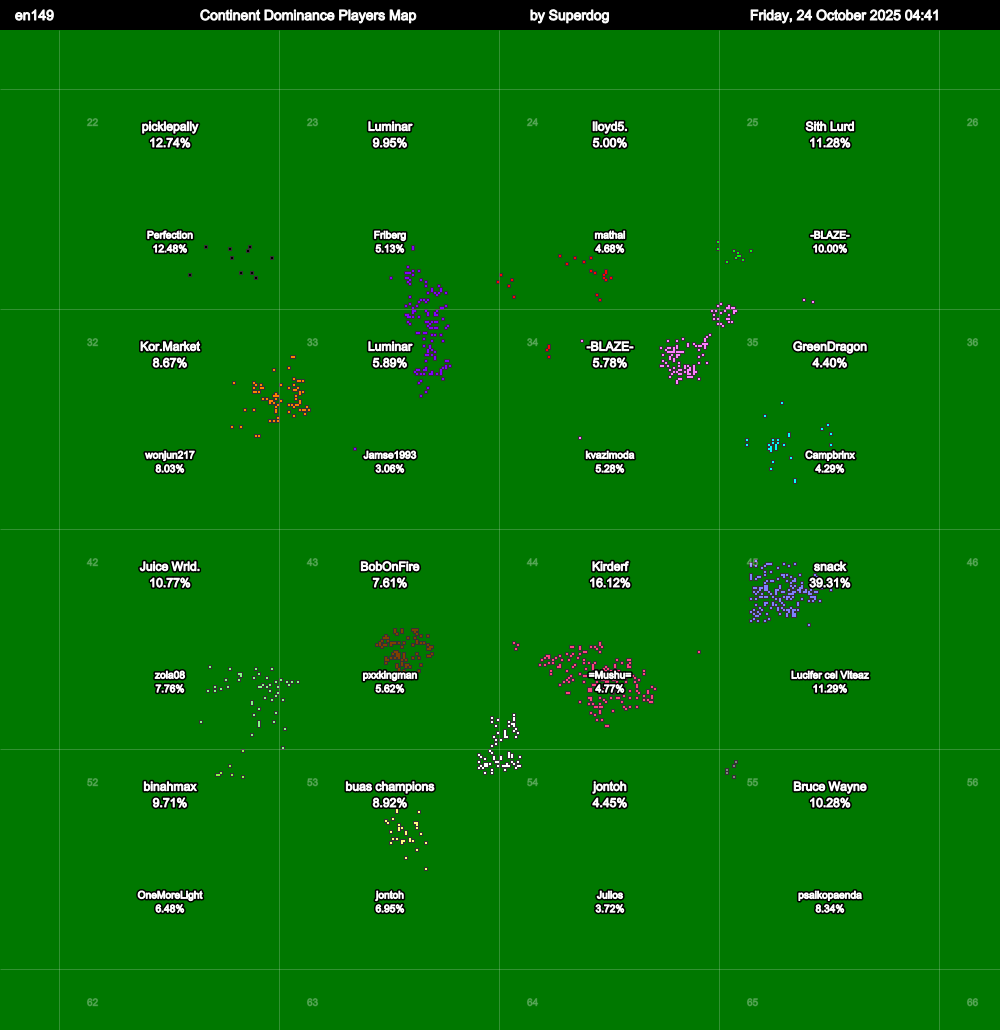 en149 Continent Dominance Players Map by Superdog Friday, 24 October 2025 04:41
22 23 24 25 26
picklepally Luminar lloyd5. Sith Lurd
12.74% 9.95% 5.00% 11.28%
Perfection Friberg mathai -BLAZE-
12.48% 5.13% 4.68% 10.00%
32 33 34 35 36
Kor.Market Luminar -BLAZE- GreenDragon
8.67% 5.89% 5.78% 4.40%
wonjun217 Jamse1993 kvazimoda Campbrinx
8.03% 3.06% 5.28% 4.29%
42 43 44 45 46
Juice Wrld. BobOnFire Kirderf snack
10.77% 7.61% 16.12% 39.31%
zola08 pxxkingman =Mushu= Lucifer cel Viteaz
7.76% 5.62% 4.77% 11.29%
52 53 54 55 56
binahmax buas champions jontoh Bruce Wayne
9.71% 8.92% 4.45% 10.28%
OneMoreLight jontoh Julios psaikopaenda
6.48% 6.95% 3.72% 8.34%
62 63 64 65 66